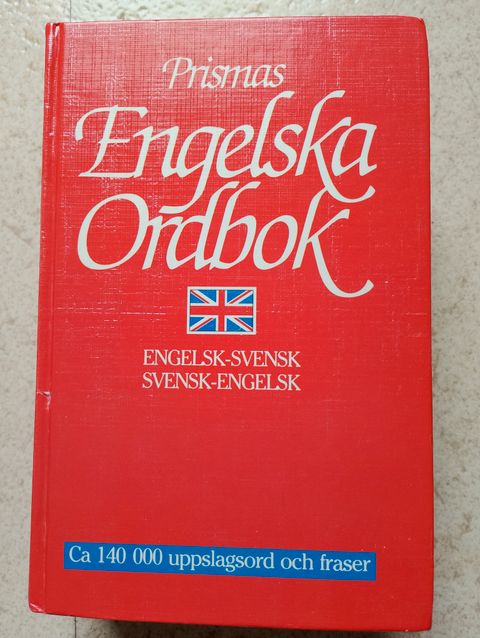 Prismas
Engelska
Ordbok
ENGELSK-SVENSK
SVENSK-ENGELSK
Ca 140 000 uppslagsord och fraser